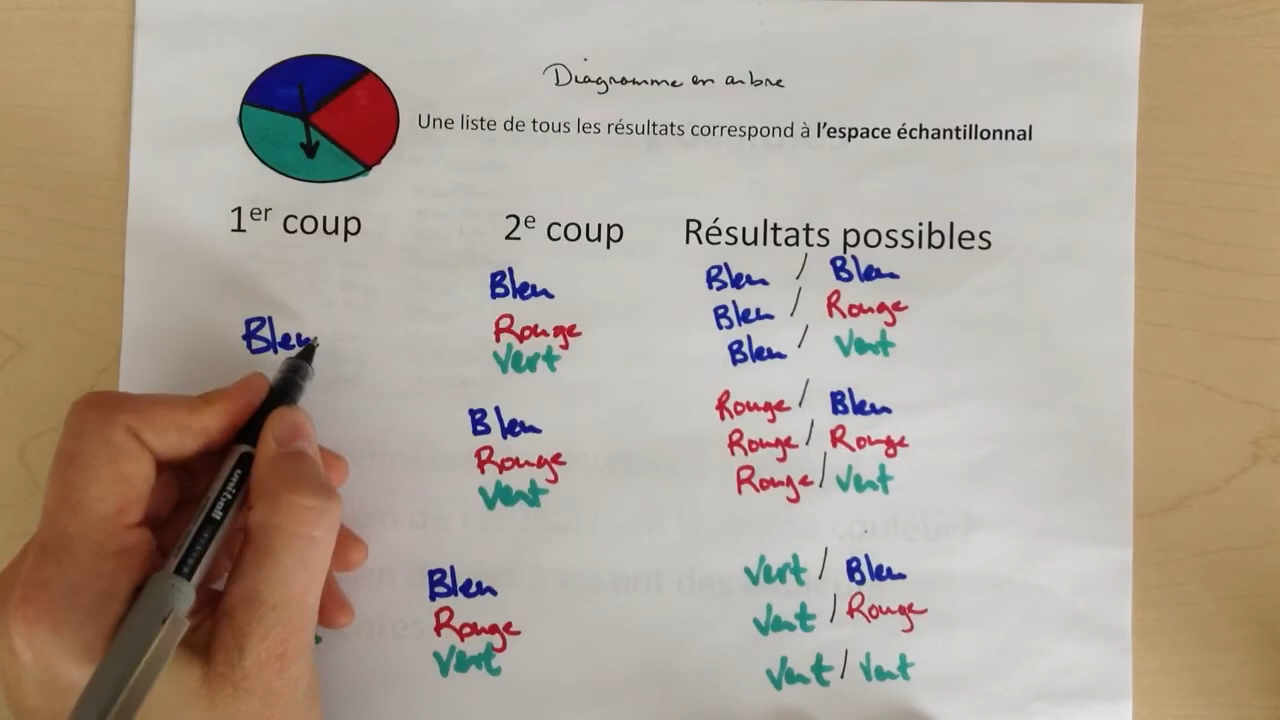 Diagramme en arbre
Une liste de tous les résultats correspond à l'espace échantillonnal
1er coup
2e coup
Résultats possibles
Bleu
Bleu
Rouge
Vert
Bleu
Rouge
Vert
Bleu
Rouge
Vert
Bleu / Bleu
Bleu / Rouge
Bleu / Vert
Rouge / Bleu
Rouge / Rouge
Rouge / Vert
Vert / Bleu
Vert / Rouge
Vert / Vert
uniball